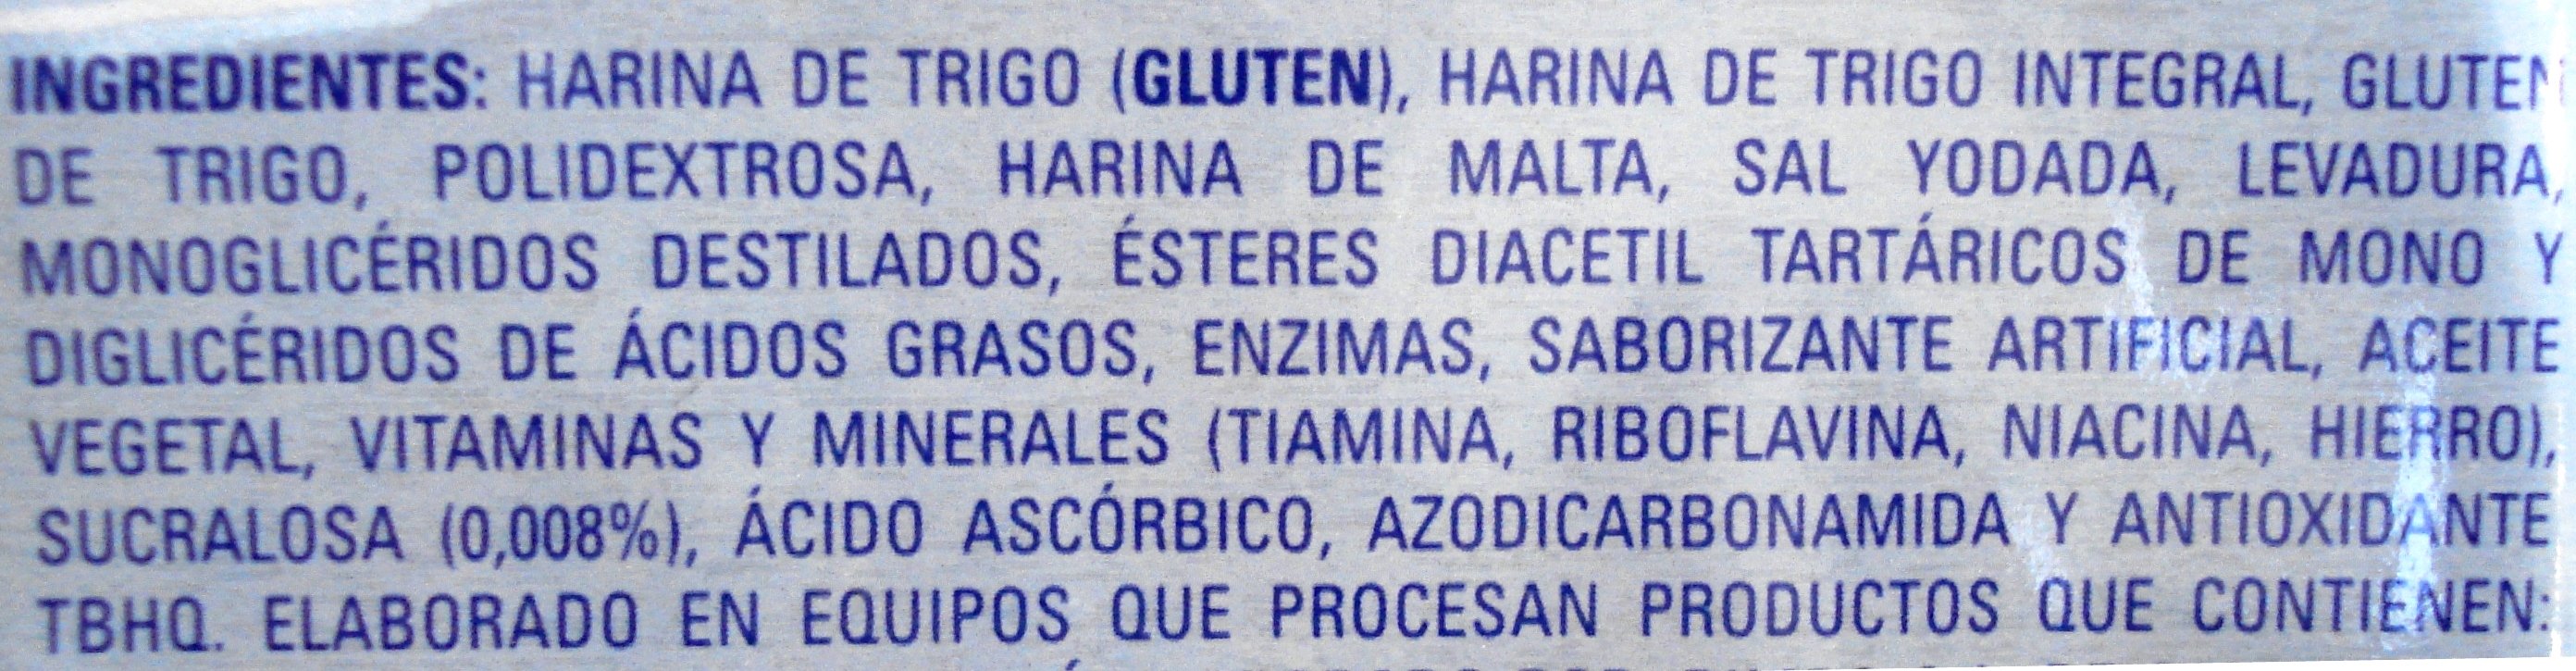 INGREDIENTES: HARINA DE TRIGO (GLUTEN), HARINA DE TRIGO INTEGRAL, GLUTEN
DE TRIGO, POLIDEXTROSA, HARINA DE MALTA, SAL YODADA, LEVADURA,
MONOGLICÉRIDOS DESTILADOS, ÉSTERES DIACETIL TARTÁRICOS DE MONO Y
DIGLICÉRIDOS DE ÁCIDOS GRASOS, ENZIMAS, SABORIZANTE ARTIFICIAL, ACEITE
VEGETAL, VITAMINAS Y MINERALES (TIAMINA, RIBOFLAVINA, NIACINA, HIERRO),
SUCRALOSA (0,008%), ÁCIDO ASCÓRBICO, AZODICARBONAMIDA Y ANTIOXIDANTE
TBHQ. ELABORADO EN EQUIPOS QUE PROCESAN PRODUCTOS QUE CONTIENEN: